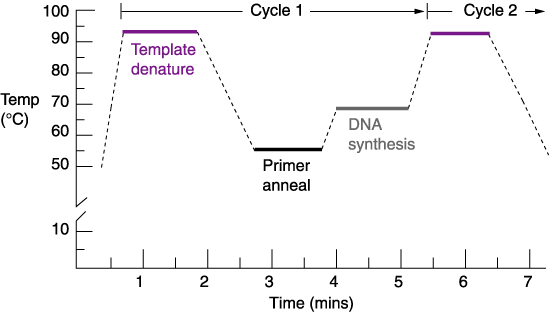 Cycle 1
Cycle 2
100
90
80
70
60
50
10
Temp
(°C)
Template
denature
Primer
anneal
DNA
synthesis
1 2 3 4 5 6 7
Time (mins)